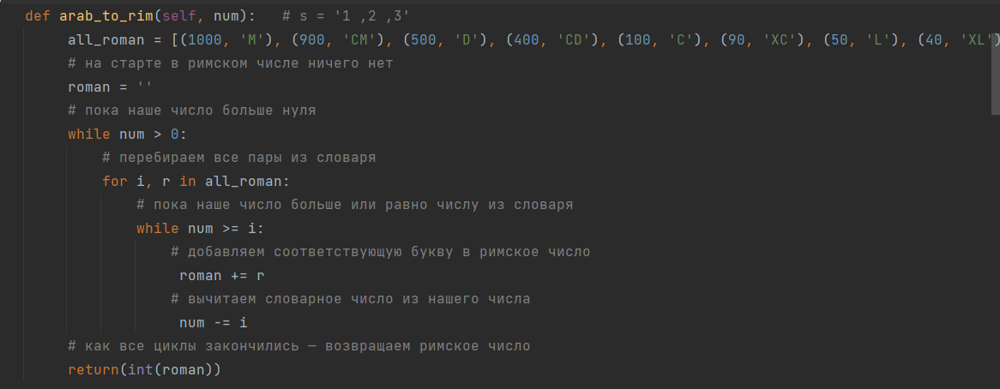 def arab_to_rim(self, num):   # s = '1 ,2 ,3'
all_roman = [(1000, 'M'), (900, 'CM'), (500, 'D'), (400, 'CD'), (100, 'C'), (90, 'XC'), (50, 'L'), (40, 'XL')
# на старте в римском числе ничего нет
roman = ''
# пока наше число больше нуля
while num > 0:
# перебираем все пары из словаря
for i, r in all_roman:
# пока наше число больше или равно числу из словаря
while num >= i:
# добавляем соответствующую букву в римское число
roman += r
# вычитаем словарное число из нашего числа
num -= i
# как все циклы закончились — возвращаем римское число
return(int(roman))